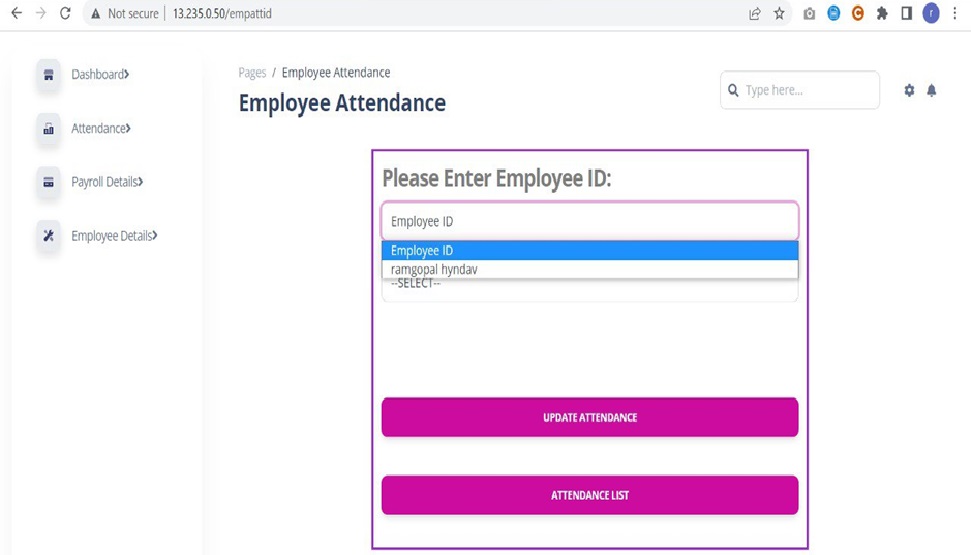 Not secure | 13.235.0.50/empattid
r
Dashboard
Attendance
Payroll Details
Employee Details
Pages / Employee Attendance
Employee Attendance
Type here...
Please Enter Employee ID:
Employee ID
Employee ID
ramgopal hyndav
--SELECT--
UPDATE ATTENDANCE
ATTENDANCE LIST